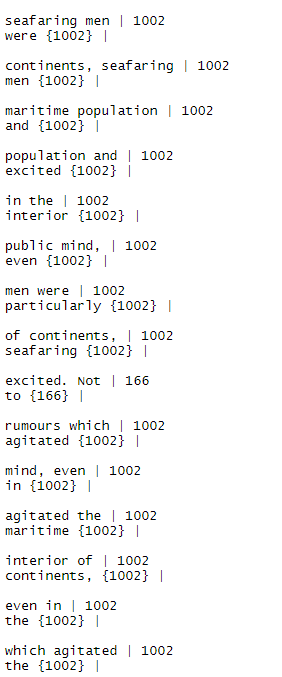 seafaring men | 1002
were {1002} |
continents, seafaring | 1002
men {1002} |
maritime population | 1002
and {1002} |
population and | 1002
excited {1002} |
in the | 1002
interior {1002} |
public mind, | 1002
even {1002} |
men were | 1002
particularly {1002} |
of continents, | 1002
seafaring {1002} |
excited. Not | 166
to {166} |
rumours which | 1002
agitated {1002} |
mind, even | 1002
in {1002} |
agitated the | 1002
maritime {1002} |
interior of | 1002
continents, {1002} |
even in | 1002
the {1002} |
which agitated | 1002
the {1002} |